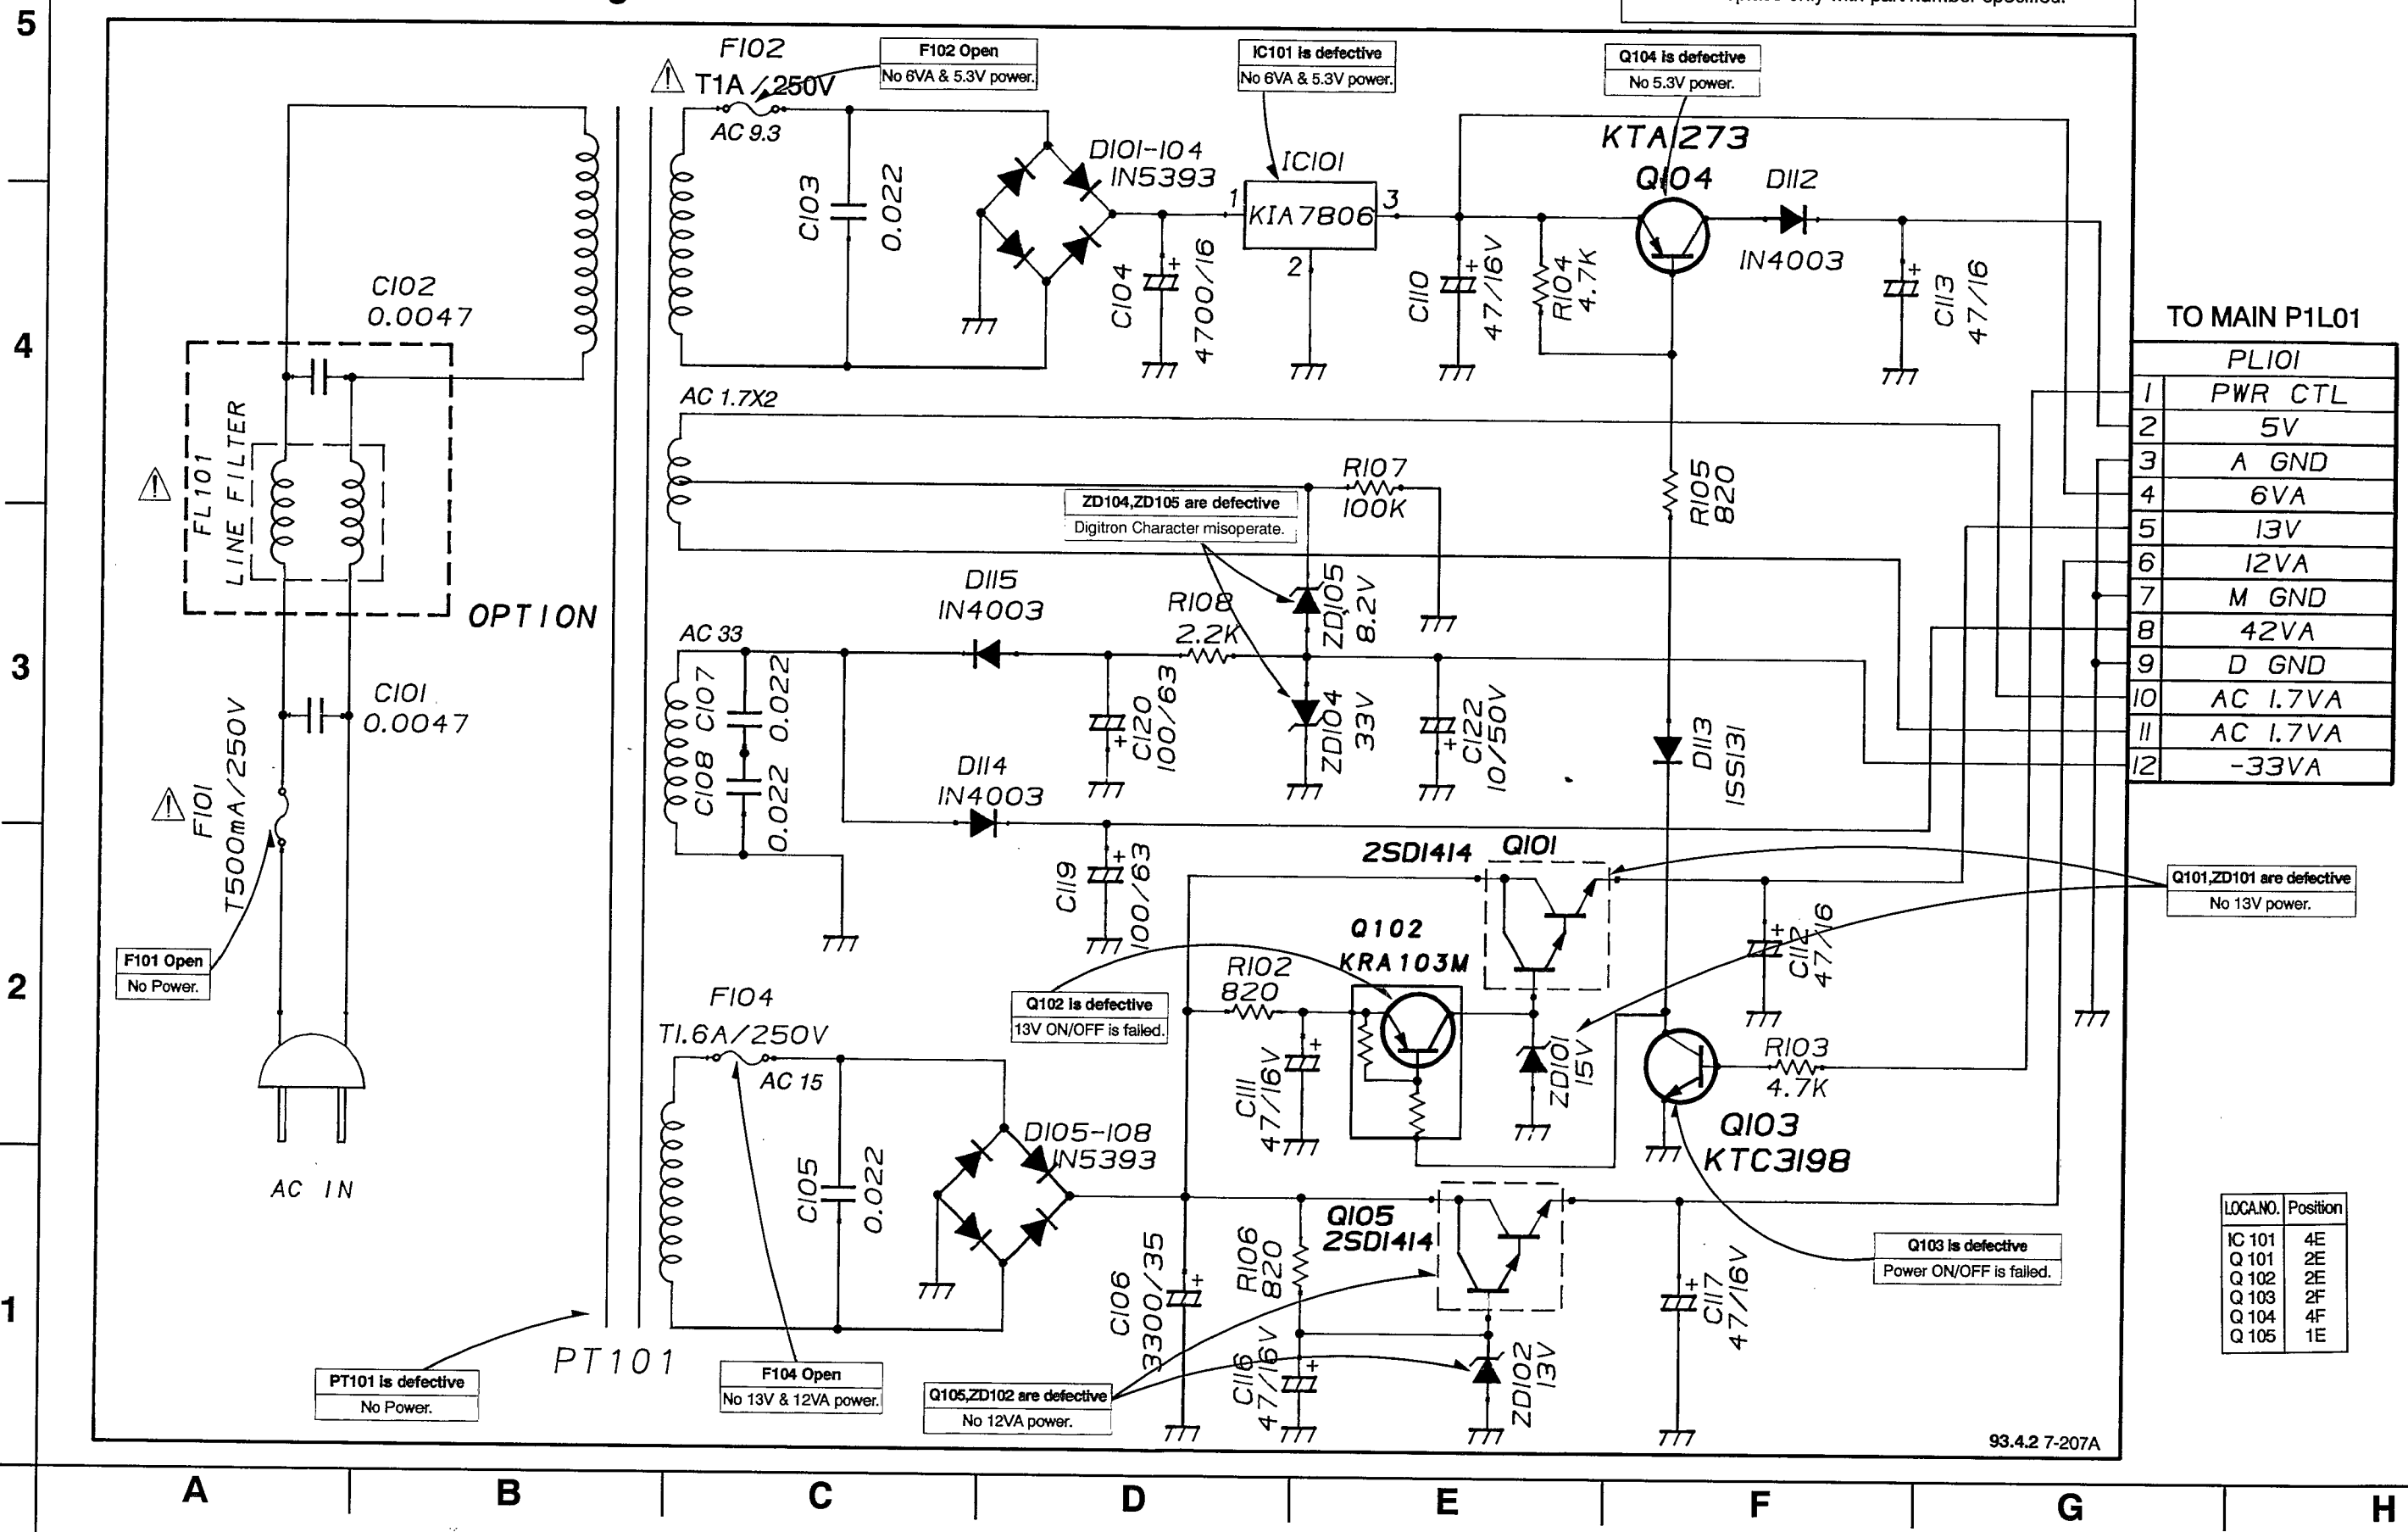 5
4
3
2
1
F102
T1A /250V
AC 9.3
F102 Open
No 6VA & 5.3V power.
IC101 is defective
No 6VA & 5.3V power.
Q104 is defective
No 5.3V power.
C103
0.022
D101-104
IN5393
IC101
1
KIA7806
3
2
C104
4700/16
C110
47/16V
R104
4.7K
KTA1273
Q104
D112
IN4003
C113
47/16
C102
0.0047
FL101
LINE FILTER
OPTION
C101
0.0047
F101
T500mA/250V
F101 Open
No Power.
AC IN
AC 1.7X2
R107
100K
ZD104,ZD105 are defective
Digitron Character misoperate.
R105
820
ZD105
8.2V
D115
IN4003
R108
2.2K
AC 33
C107
0.022
C108
0.022
C120
100/63
ZD104
33V
C122
10/50V
D113
1SS131
D114
IN4003
C119
100/63
2SD1414
Q101
Q101,ZD101 are defective
No 13V power.
C112
47/16
Q102
KRA103M
R102
820
Q102 is defective
13V ON/OFF is failed.
C111
47/16V
ZD101
15V
R103
4.7K
Q103
KTC3198
Q103 is defective
Power ON/OFF is failed.
F104
T1.6A/250V
AC 15
C105
0.022
D105-108
IN5393
C106
3300/35
R106
820
Q105
2SD1414
C116
47/16V
ZD102
13V
C117
47/16V
Q105,ZD102 are defective
No 12VA power.
F104 Open
No 13V & 12VA power.
PT101
PT101 is defective
No Power.
TO MAIN P1L01
PL101
1 PWR CTL
2 5V
3 A GND
4 6VA
5 13V
6 12VA
7 M GND
8 42VA
9 D GND
10 AC 1.7VA
11 AC 1.7VA
12 -33VA
LOCA.NO. Position
IC 101 4E
Q 101 2E
Q 102 2E
Q 103 2F
Q 104 4F
Q 105 1E
93.4.2 7-207A
A B C D E F G H